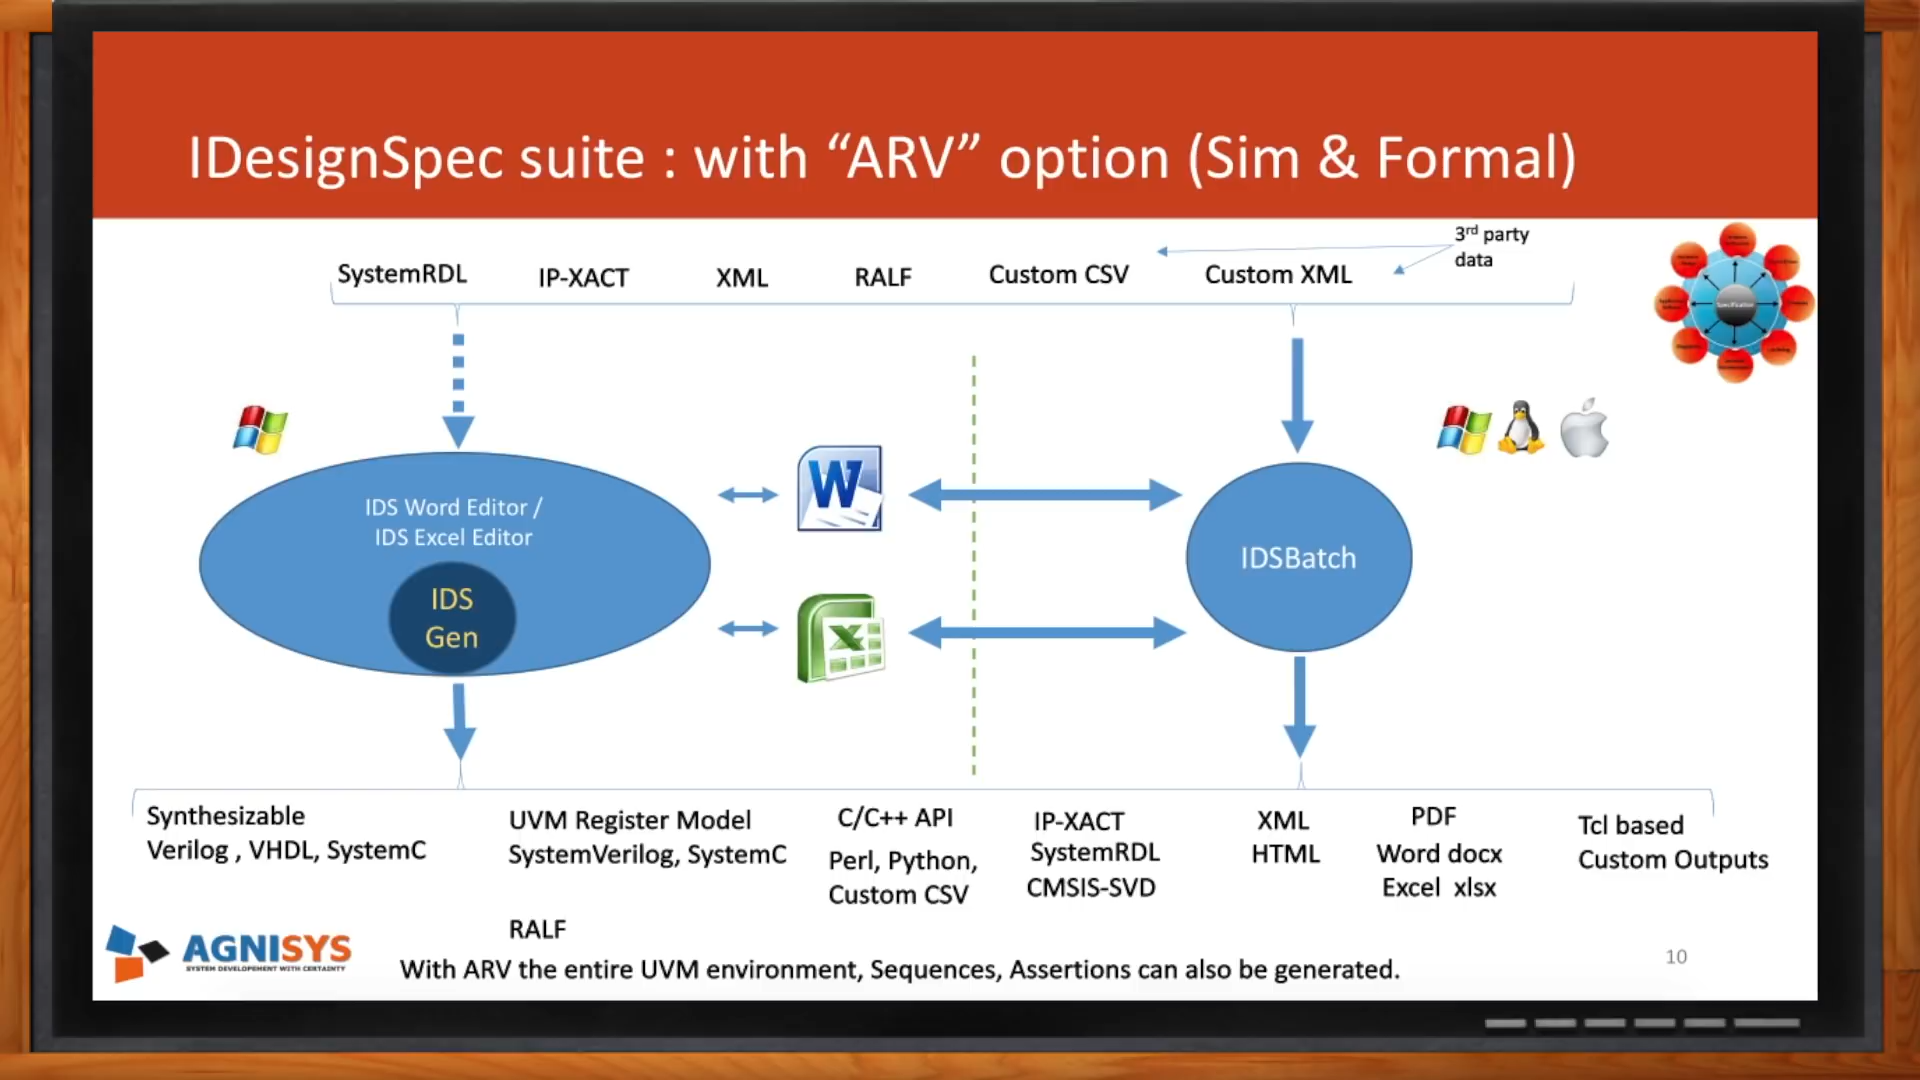 IDesignSpec suite : with “ARV” option (Sim & Formal)
3rd party
data
SystemRDL
IP-XACT
XML
RALF
Custom CSV
Custom XML
Specification
IDS Word Editor /
IDS Excel Editor
IDS
Gen
IDSBatch
Synthesizable
Verilog , VHDL, SystemC
UVM Register Model
SystemVerilog, SystemC
RALF
C/C++ API
Perl, Python,
Custom CSV
IP-XACT
SystemRDL
CMSIS-SVD
XML
HTML
PDF
Word docx
Excel xlsx
Tcl based
Custom Outputs
AGNISYS
SYSTEM DEVELOPEMENT WITH CERTAINTY
With ARV the entire UVM environment, Sequences, Assertions can also be generated.
10